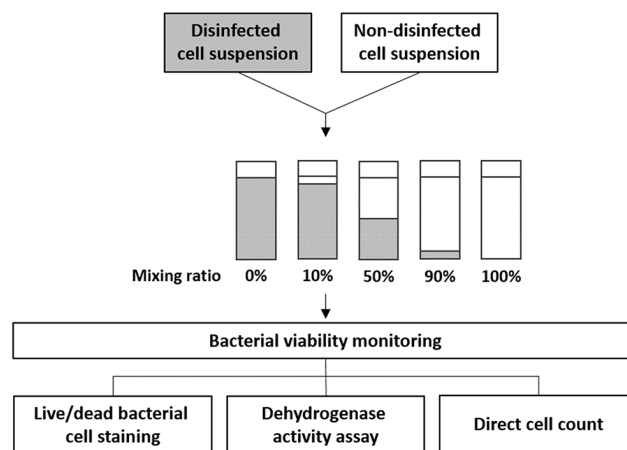 Disinfected
cell suspension
Non-disinfected
cell suspension
Mixing ratio 0% 10% 50% 90% 100%
Bacterial viability monitoring
Live/dead bacterial
cell staining
Dehydrogenase
activity assay
Direct cell count